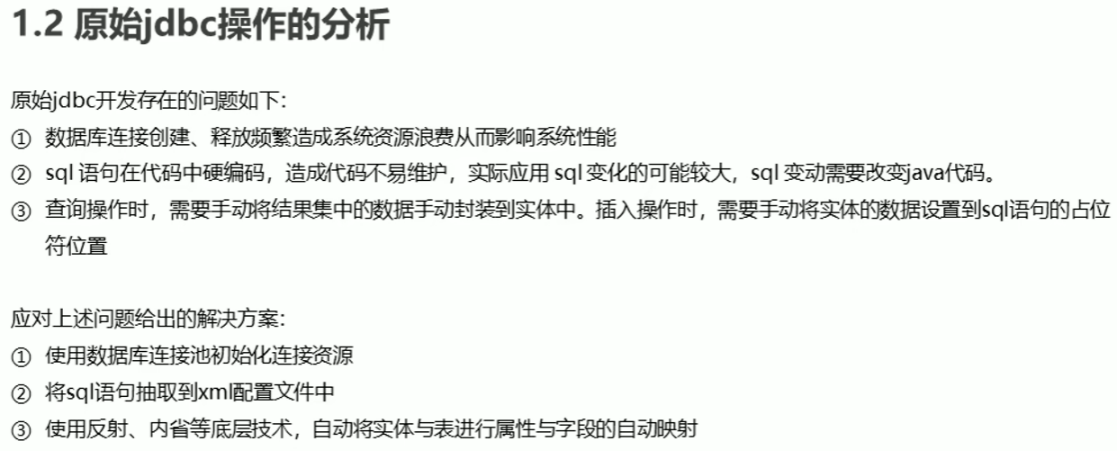 1.2 原始jdbc操作的分析
原始jdbc开发存在的问题如下：
① 数据库连接创建、释放频繁造成系统资源浪费从而影响系统性能
② sql 语句在代码中硬编码，造成代码不易维护，实际应用 sql 变化的可能较大，sql 变动需要改变java代码。
③ 查询操作时，需要手动将结果集中的数据手动封装到实体中。插入操作时，需要手动将实体的数据设置到sql语句的占位
符位置
应对上述问题给出的解决方案：
① 使用数据库连接池初始化连接资源
② 将sql语句抽取到xml配置文件中
③ 使用反射、内省等底层技术，自动将实体与表进行属性与字段的自动映射